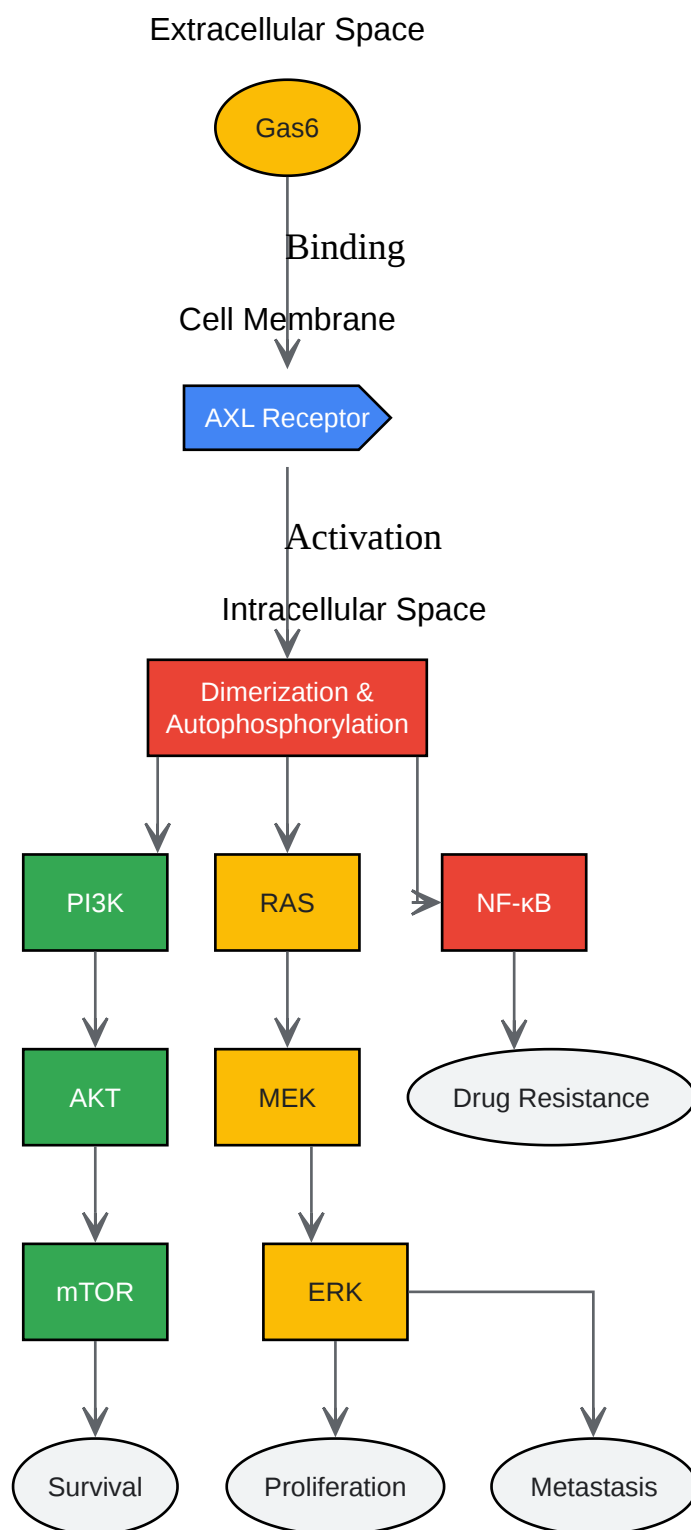 Extracellular Space
Gas6
Binding
Cell Membrane
AXL Receptor
Activation
Intracellular Space
Dimerization &
Autophosphorylation
PI3K
RAS
NF-κB
AKT
MEK
Drug Resistance
mTOR
ERK
Survival
Proliferation
Metastasis